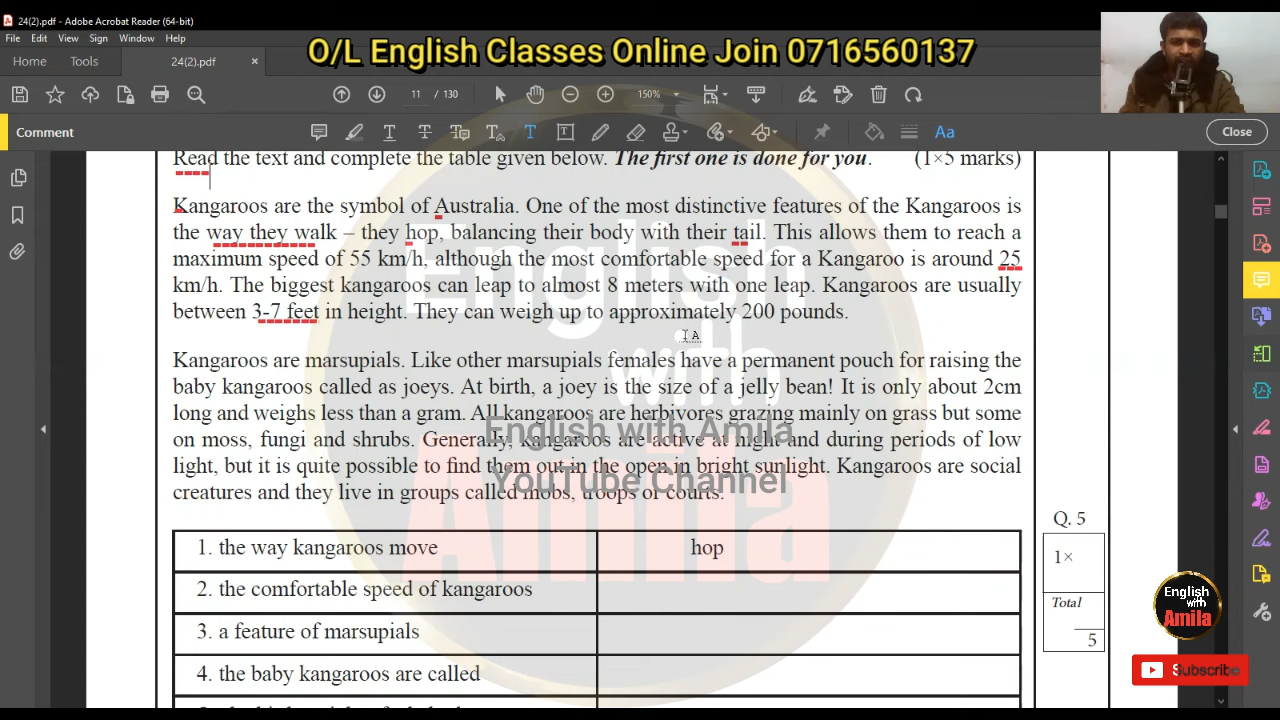 24(2).pdf - Adobe Acrobat Reader (64-bit)
File Edit View Sign Window Help
O/L English Classes Online Join 0716560137
Home Tools 24(2).pdf ×
11 / 130 150%
Comment Close
Read the text and complete the table given below. The first one is done for you. (1×5 marks)
Kangaroos are the symbol of Australia. One of the most distinctive features of the Kangaroos is
the way they walk – they hop, balancing their body with their tail. This allows them to reach a
maximum speed of 55 km/h, although the most comfortable speed for a Kangaroo is around 25
km/h. The biggest kangaroos can leap to almost 8 meters with one leap. Kangaroos are usually
between 3-7 feet in height. They can weigh up to approximately 200 pounds.
Kangaroos are marsupials. Like other marsupials females have a permanent pouch for raising the
baby kangaroos called as joeys. At birth, a joey is the size of a jelly bean! It is only about 2cm
long and weighs less than a gram. All kangaroos are herbivores grazing mainly on grass but some
on moss, fungi and shrubs. Generally, kangaroos are active at night and during periods of low
light, but it is quite possible to find them out in the open in bright sunlight. Kangaroos are social
creatures and they live in groups called mobs, troops or courts.
English
with
Amila
English with Amila
YouTube Channel
1. the way kangaroos move hop
2. the comfortable speed of kangaroos
3. a feature of marsupials
4. the baby kangaroos are called
Q. 5
1×
Total
5
English
with
Amila
Subscribe